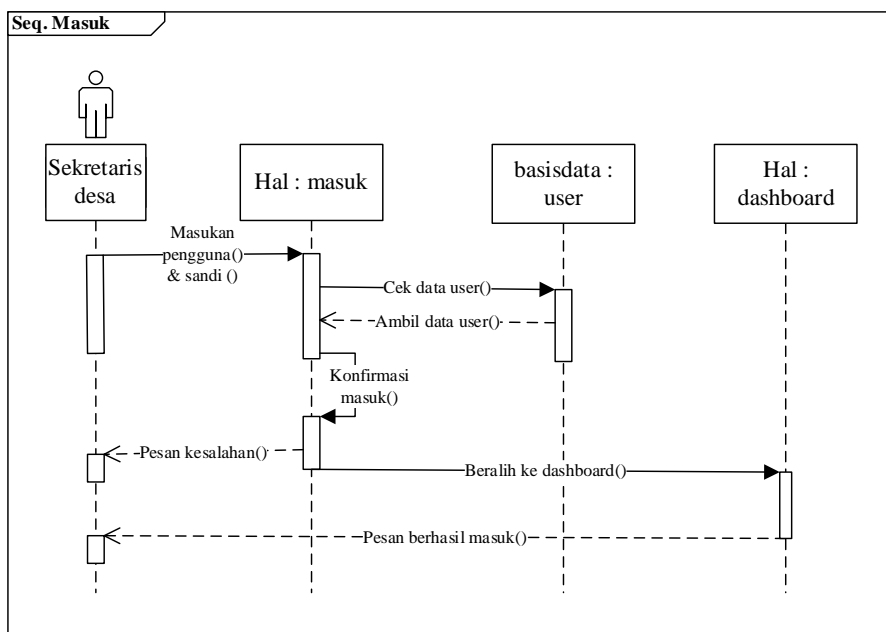 Seq. Masuk
Sekretaris
desa
Hal : masuk
basisdata :
user
Hal :
dashboard
Masukan
pengguna()
& sandi ()
Cek data user()
Ambil data user()
Konfirmasi
masuk()
Pesan kesalahan()
Beralih ke dashboard()
Pesan berhasil masuk()